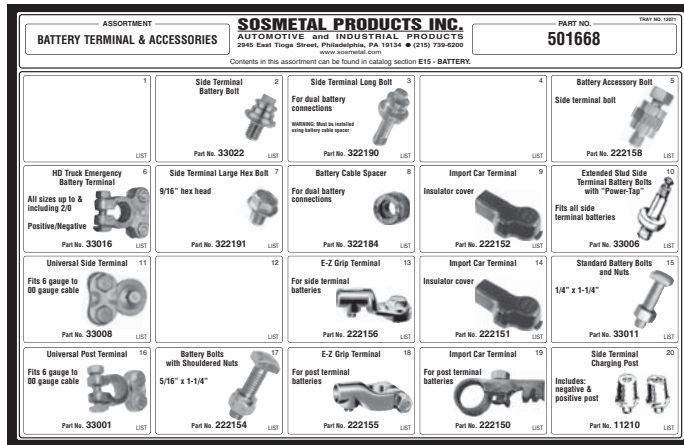 ASSORTMENT
BATTERY TERMINAL & ACCESSORIES
SOSMETAL PRODUCTS INC.
AUTOMOTIVE and INDUSTRIAL PRODUCTS
2945 East Tioga Street, Philadelphia, PA 19134 ● (215) 739-6200
www.sosmetal.com
Contents in this assortment can be found in catalog section E15 - BATTERY.
TRAY NO. 12071
PART NO.
501668
1
LIST
Side Terminal 2
Battery Bolt
Part No. 33022 LIST
Side Terminal Long Bolt 3
For dual battery
connections
WARNING: Must be installed
using battery cable spacer
Part No. 322190 LIST
4
LIST
Battery Accessory Bolt 5
Side terminal bolt
Part No. 222158 LIST
HD Truck Emergency 6
Battery Terminal
All sizes up to &
including 2/0
Positive/Negative
Part No. 33016 LIST
Side Terminal Large Hex Bolt 7
9/16" hex head
Part No. 322191 LIST
Battery Cable Spacer 8
For dual battery
connections
Part No. 322184 LIST
Import Car Terminal 9
Insulator cover
Part No. 222152 LIST
Extended Stud Side 10
Terminal Battery Bolts
with "Power-Tap"
Fits all side
terminal batteries
Part No. 33006 LIST
Universal Side Terminal 11
Fits 6 gauge to
00 gauge cable
Part No. 33008 LIST
12
LIST
E-Z Grip Terminal 13
For side terminal
batteries
Part No. 222156 LIST
Import Car Terminal 14
Insulator cover
Part No. 222151 LIST
Standard Battery Bolts 15
and Nuts
1/4" x 1-1/4"
Part No. 33011 LIST
Universal Post Terminal 16
Fits 6 gauge to
00 gauge cable
Part No. 33001 LIST
Battery Bolts 17
with Shouldered Nuts
5/16" x 1-1/4"
Part No. 222154 LIST
E-Z Grip Terminal 18
For post terminal
batteries
Part No. 222155 LIST
Import Car Terminal 19
For post terminal
batteries
Part No. 222150 LIST
Side Terminal 20
Charging Post
Includes:
negative &
positive post
Part No. 11210 LIST